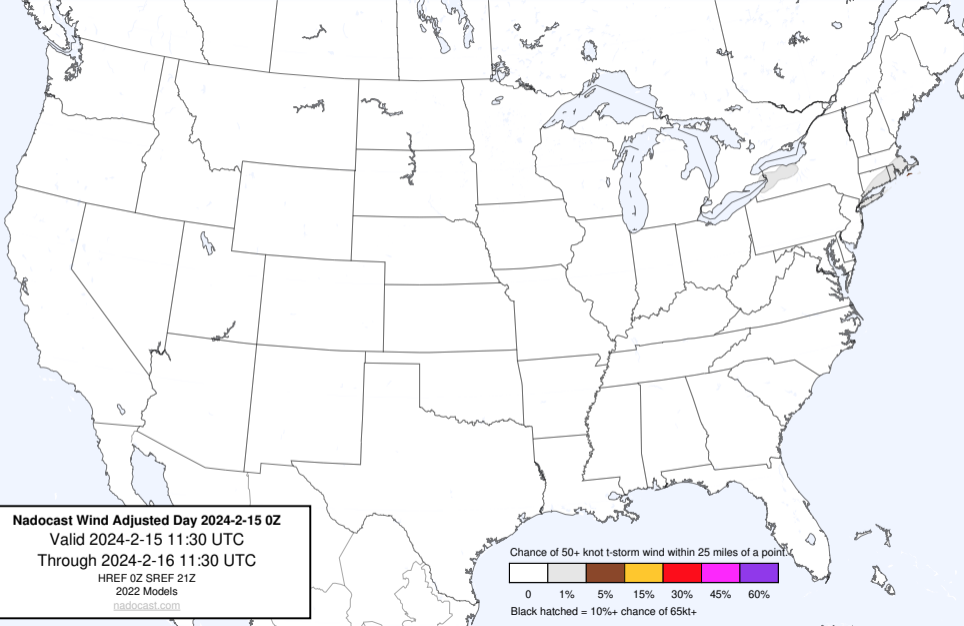 Nadocast Wind Adjusted Day 2024-2-15 0Z
Valid 2024-2-15 11:30 UTC
Through 2024-2-16 11:30 UTC
HREF 0Z SREF 21Z
2022 Models
nadocast.com
Chance of 50+ knot t-storm wind within 25 miles of a point.
0 1% 5% 15% 30% 45% 60%
Black hatched = 10%+ chance of 65kt+